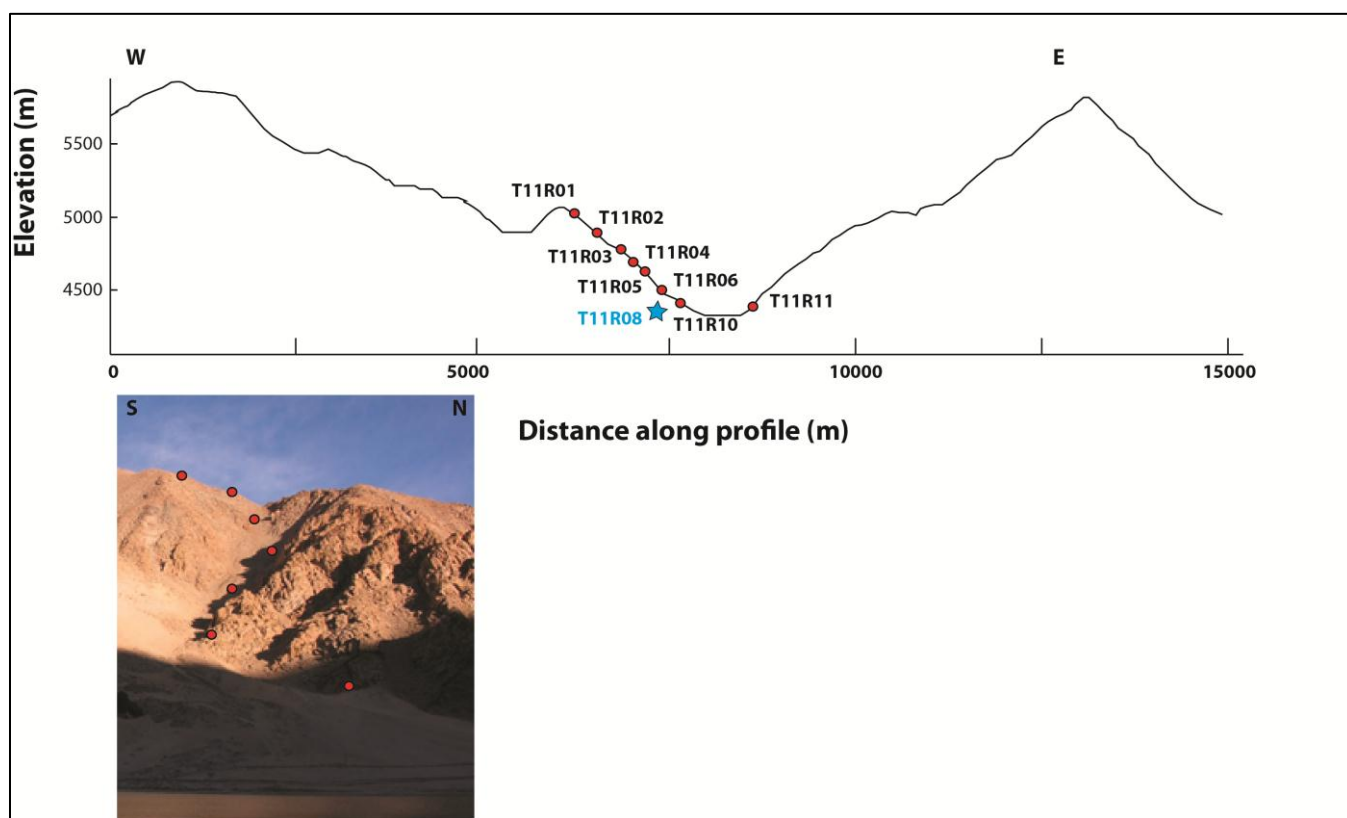 W
E
Elevation (m)
5500
5000
4500
T11R01
T11R02
T11R03
T11R04
T11R05
T11R06
T11R08
T11R10
T11R11
0
5000
10000
15000
Distance along profile (m)
S
N